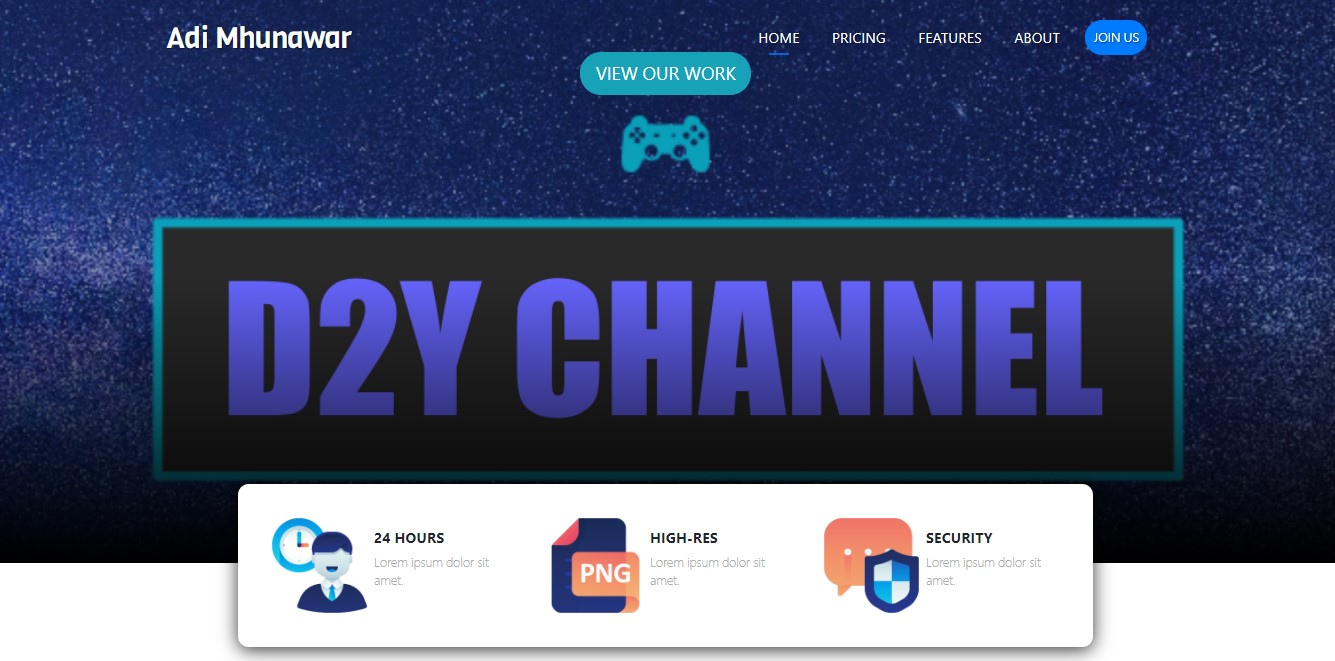 Adi Mhunawar
HOME PRICING FEATURES ABOUT JOIN US
VIEW OUR WORK
D2Y CHANNEL
24 HOURS
Lorem ipsum dolor sit
amet.
PNG
HIGH-RES
Lorem ipsum dolor sit
amet.
SECURITY
Lorem ipsum dolor sit
amet.